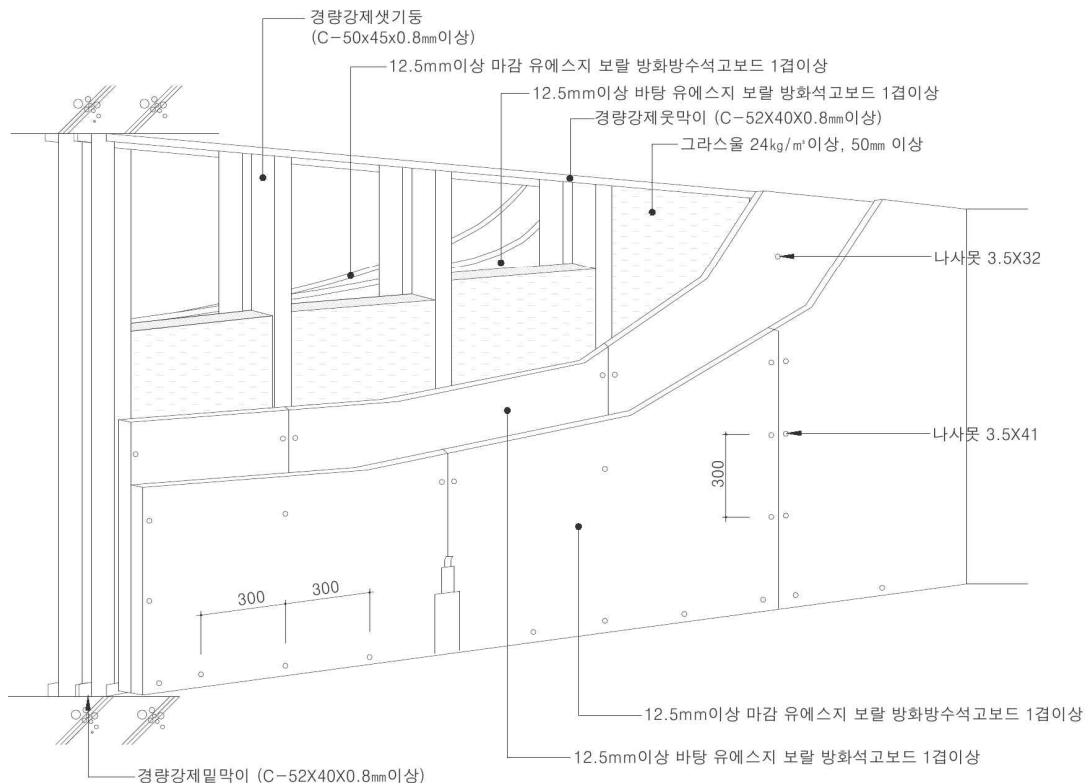 경량강제샛기둥
(C-50x45x0.8㎜이상)
12.5mm이상 마감 유에스지 보랄 방화방수석고보드 1겹이상
12.5mm이상 바탕 유에스지 보랄 방화석고보드 1겹이상
경량강제웃막이 (C-52X40X0.8㎜이상)
그라스울 24㎏/㎥이상, 50㎜ 이상
나사못 3.5X32
나사못 3.5X41
300
300
300
12.5mm이상 마감 유에스지 보랄 방화방수석고보드 1겹이상
12.5mm이상 바탕 유에스지 보랄 방화석고보드 1겹이상
경량강제밑막이 (C-52X40X0.8㎜이상)